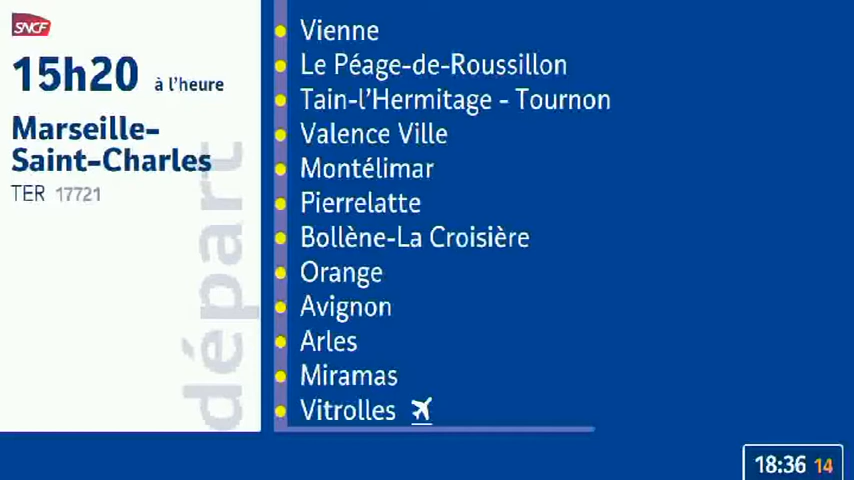 SNCF
15h20 à l'heure
Marseille-
Saint-Charles
TER 17721
départ
Vienne
Le Péage-de-Roussillon
Tain-l'Hermitage - Tournon
Valence Ville
Montélimar
Pierrelatte
Bollène-La Croisière
Orange
Avignon
Arles
Miramas
Vitrolles
18:36 14